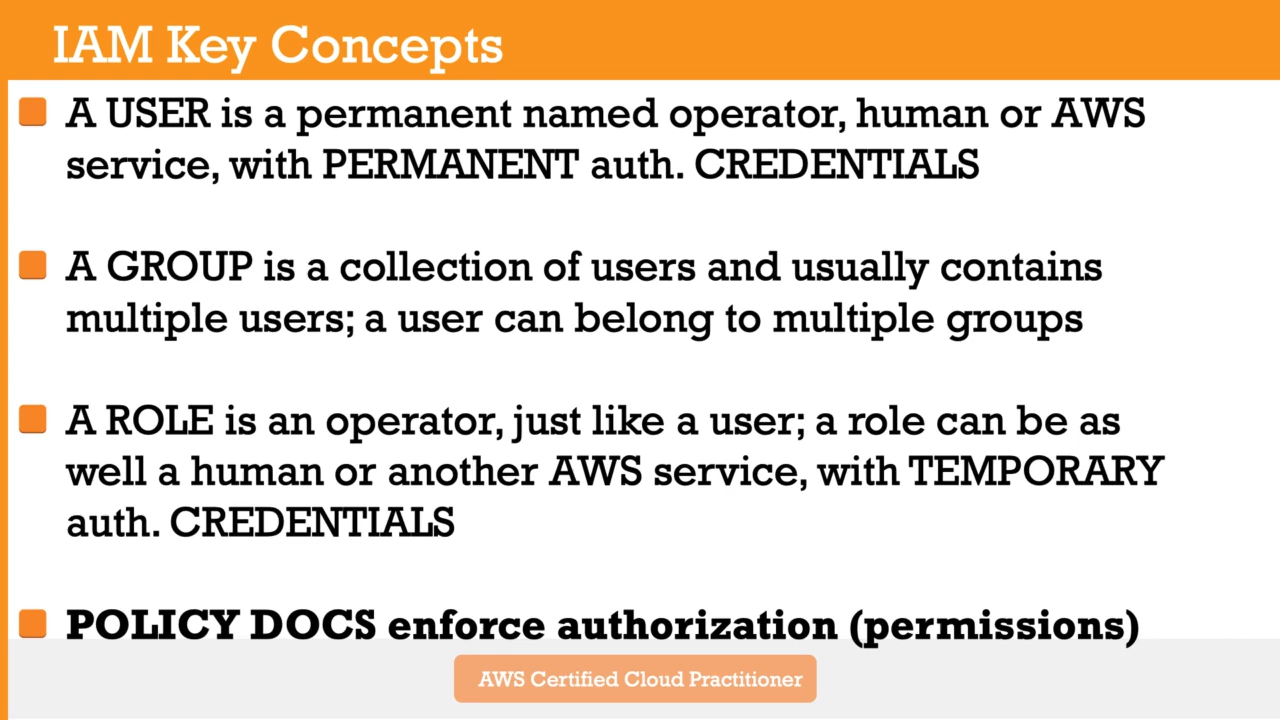 IAM Key Concepts
A USER is a permanent named operator, human or AWS
service, with PERMANENT auth. CREDENTIALS
A GROUP is a collection of users and usually contains
multiple users; a user can belong to multiple groups
A ROLE is an operator, just like a user; a role can be as
well a human or another AWS service, with TEMPORARY
auth. CREDENTIALS
POLICY DOCS enforce authorization (permissions)
AWS Certified Cloud Practitioner